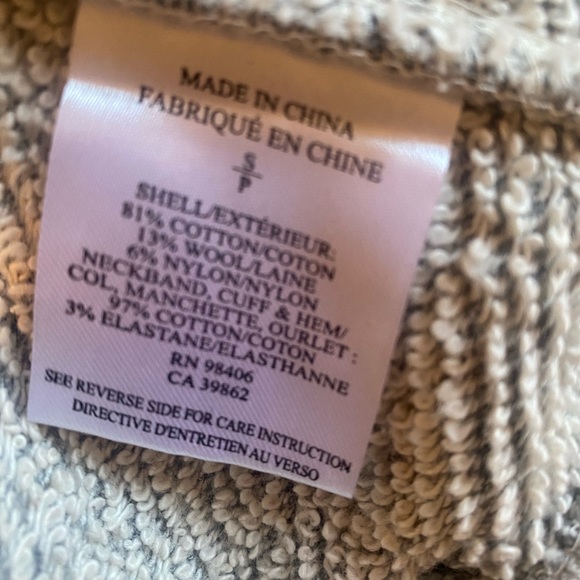 MADE IN CHINA
FABRIQUÉ EN CHINE
S
P
SHELL/EXTÉRIEUR:
81% COTTON/COTON
13% WOOL/LAINE
6% NYLON/NYLON
NECKBAND, CUFF & HEM/
COL, MANCHETTE, OURLET :
97% COTTON/COTON
3% ELASTANE/ELASTHANNE
RN 98406
CA 39862
SEE REVERSE SIDE FOR CARE INSTRUCTION
DIRECTIVE D'ENTRETIEN AU VERSO